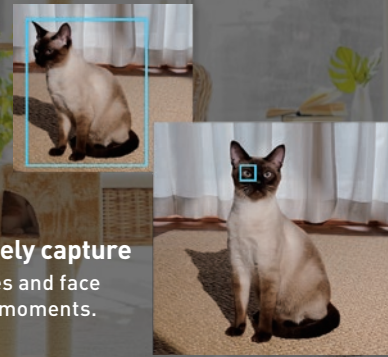 ely capture
es and face
moments.